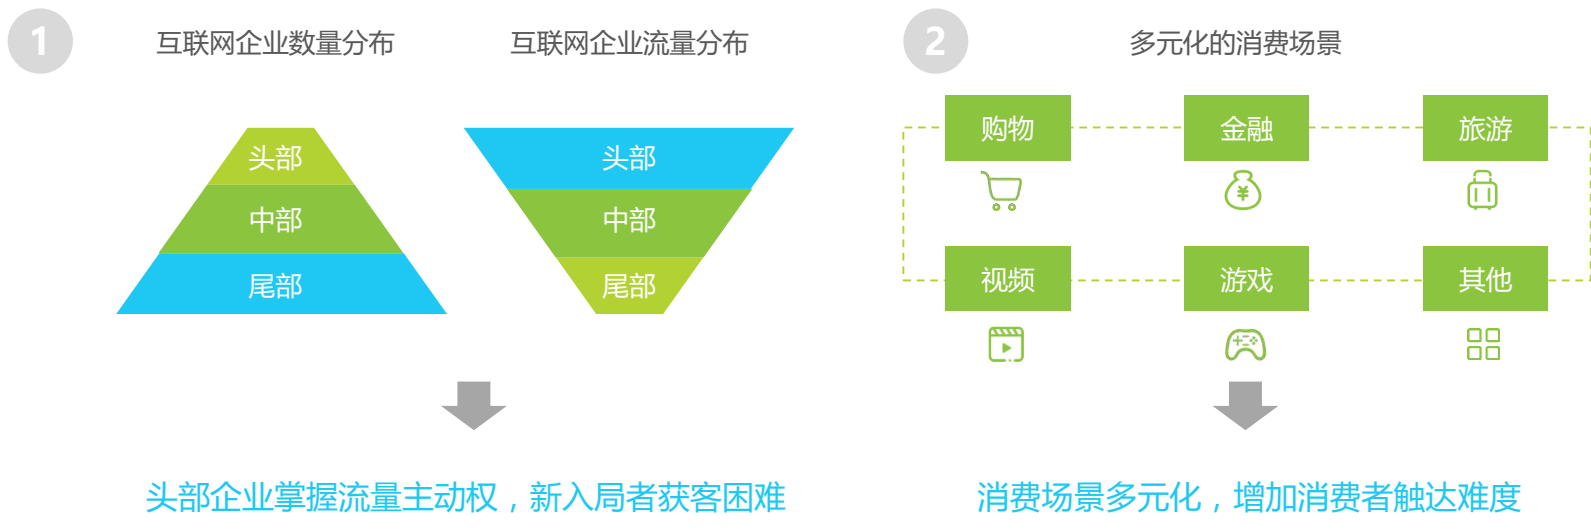 1
互联网企业数量分布
互联网企业流量分布
头部
中部
尾部
头部
中部
尾部
头部企业掌握流量主动权，新入局者获客困难
2
多元化的消费场景
购物
金融
旅游
¥
视频
游戏
其他
消费场景多元化，增加消费者触达难度